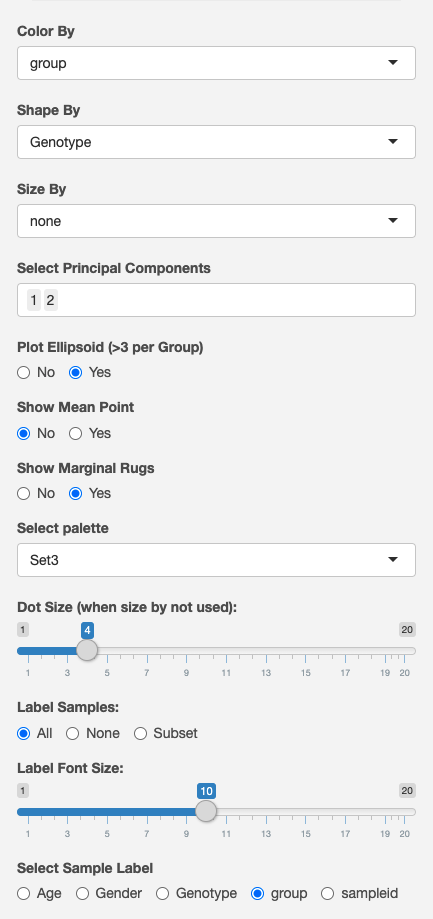 Color By
group
Shape By
Genotype
Size By
none
Select Principal Components
1 2
Plot Ellipsoid (>3 per Group)
No Yes
Show Mean Point
No Yes
Show Marginal Rugs
No Yes
Select palette
Set3
Dot Size (when size by not used):
1 4 20
1 3 5 7 9 11 13 15 17 19 20
Label Samples:
All None Subset
Label Font Size:
1 10 20
1 3 5 7 9 11 13 15 17 19 20
Select Sample Label
Age Gender Genotype group sampleid